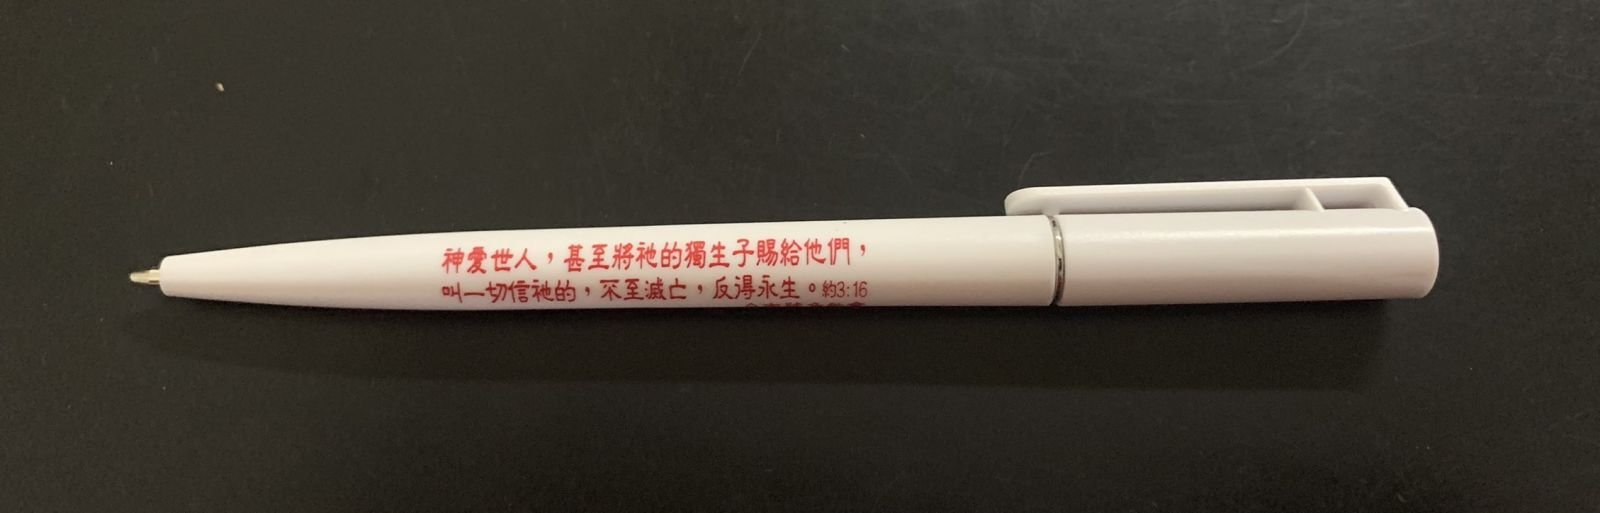 神愛世人，甚至將祂的獨生子賜給他們，
叫一切信祂的，不至滅亡，反得永生。約3:16